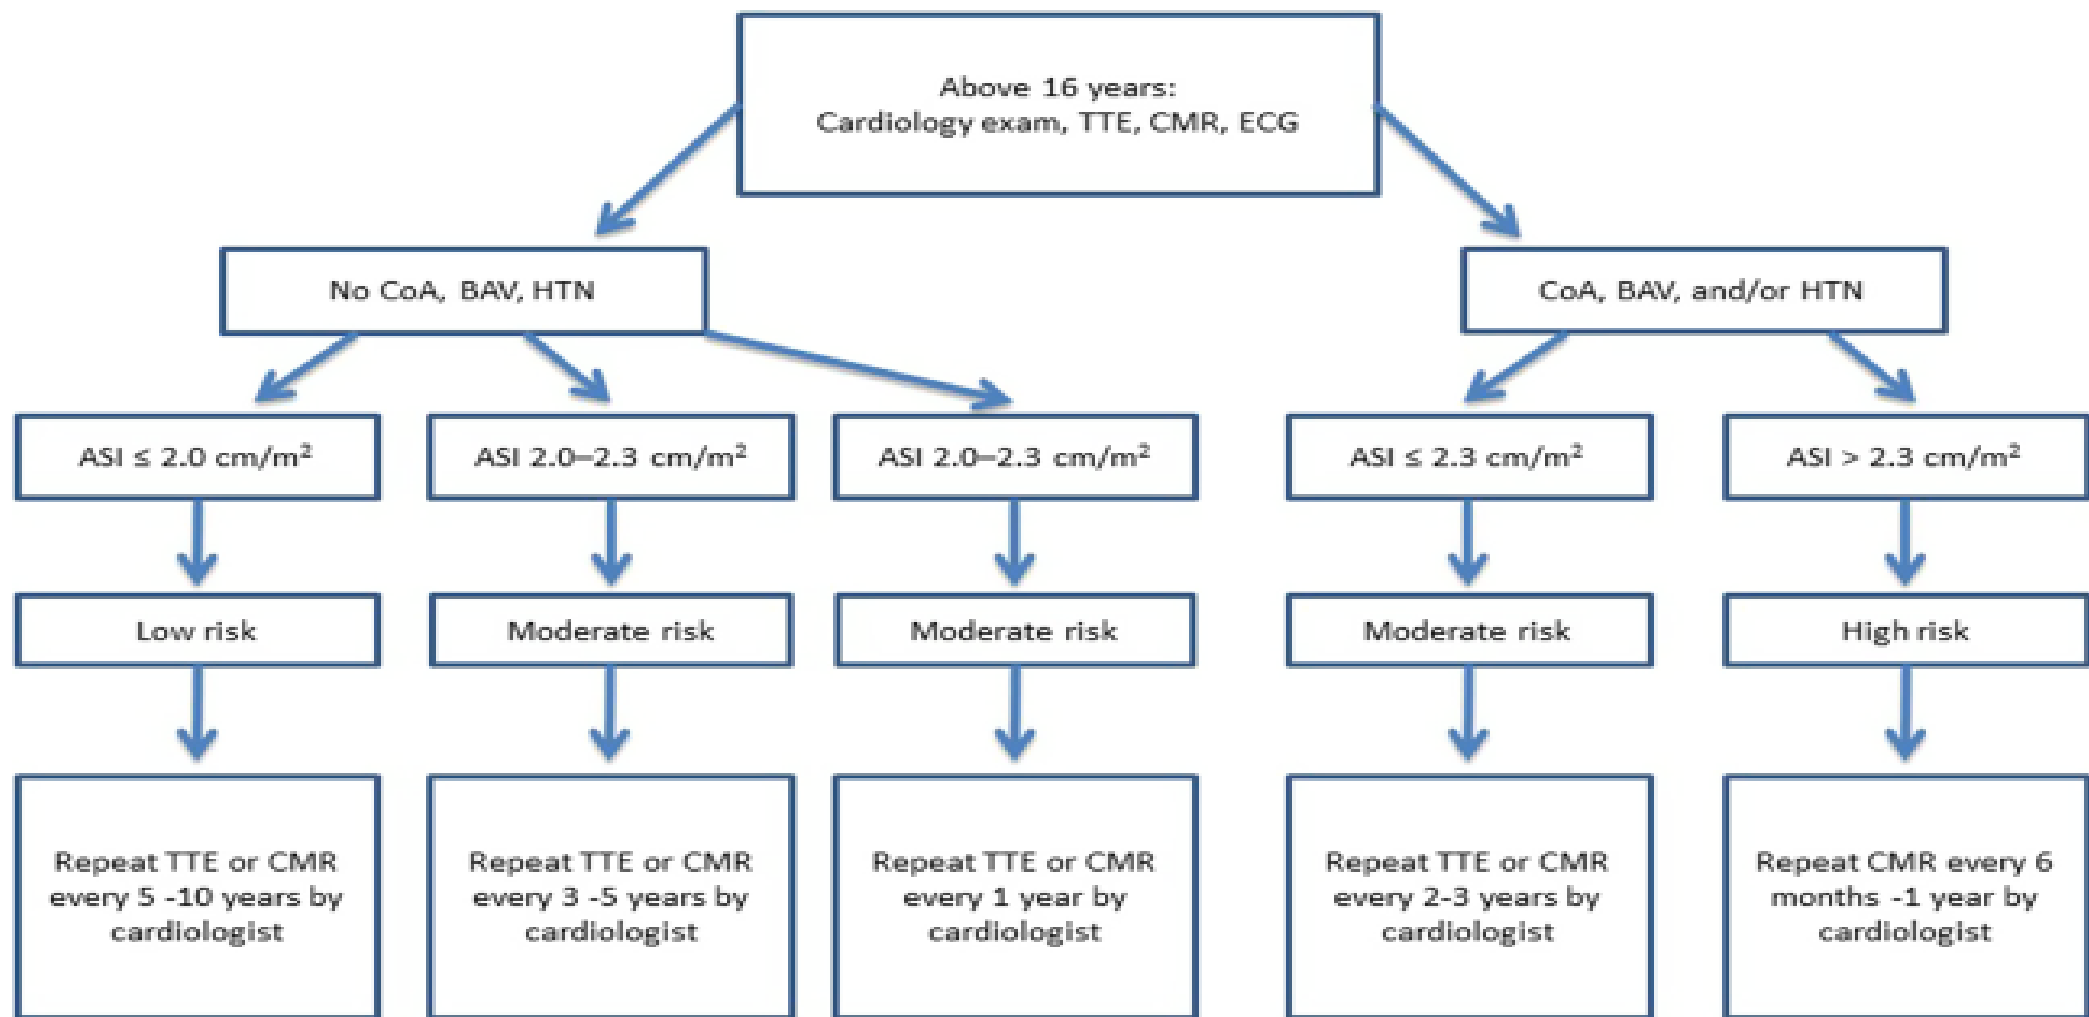 Above 16 years:
Cardiology exam, TTE, CMR, ECG
No CoA, BAV, HTN
CoA, BAV, and/or HTN
ASI ≤ 2.0 cm/m²
ASI 2.0–2.3 cm/m²
ASI 2.0–2.3 cm/m²
ASI ≤ 2.3 cm/m²
ASI > 2.3 cm/m²
Low risk
Moderate risk
Moderate risk
Moderate risk
High risk
Repeat TTE or CMR
every 5 -10 years by
cardiologist
Repeat TTE or CMR
every 3 -5 years by
cardiologist
Repeat TTE or CMR
every 1 year by
cardiologist
Repeat TTE or CMR
every 2-3 years by
cardiologist
Repeat CMR every 6
months -1 year by
cardiologist